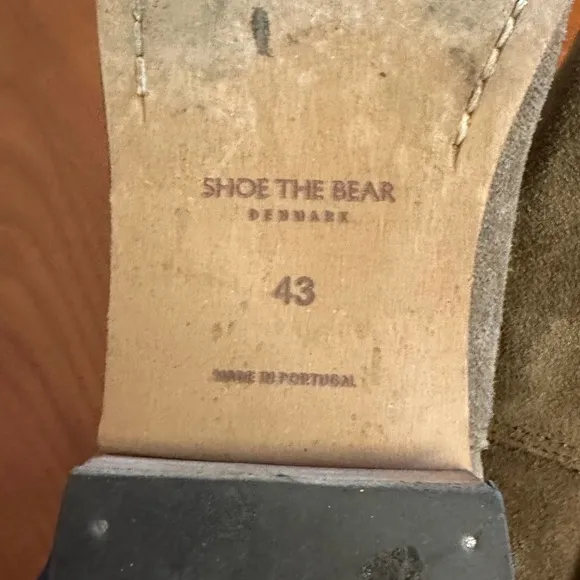 SHOE THE BEAR
DENMARK
43
MADE IN PORTUGAL